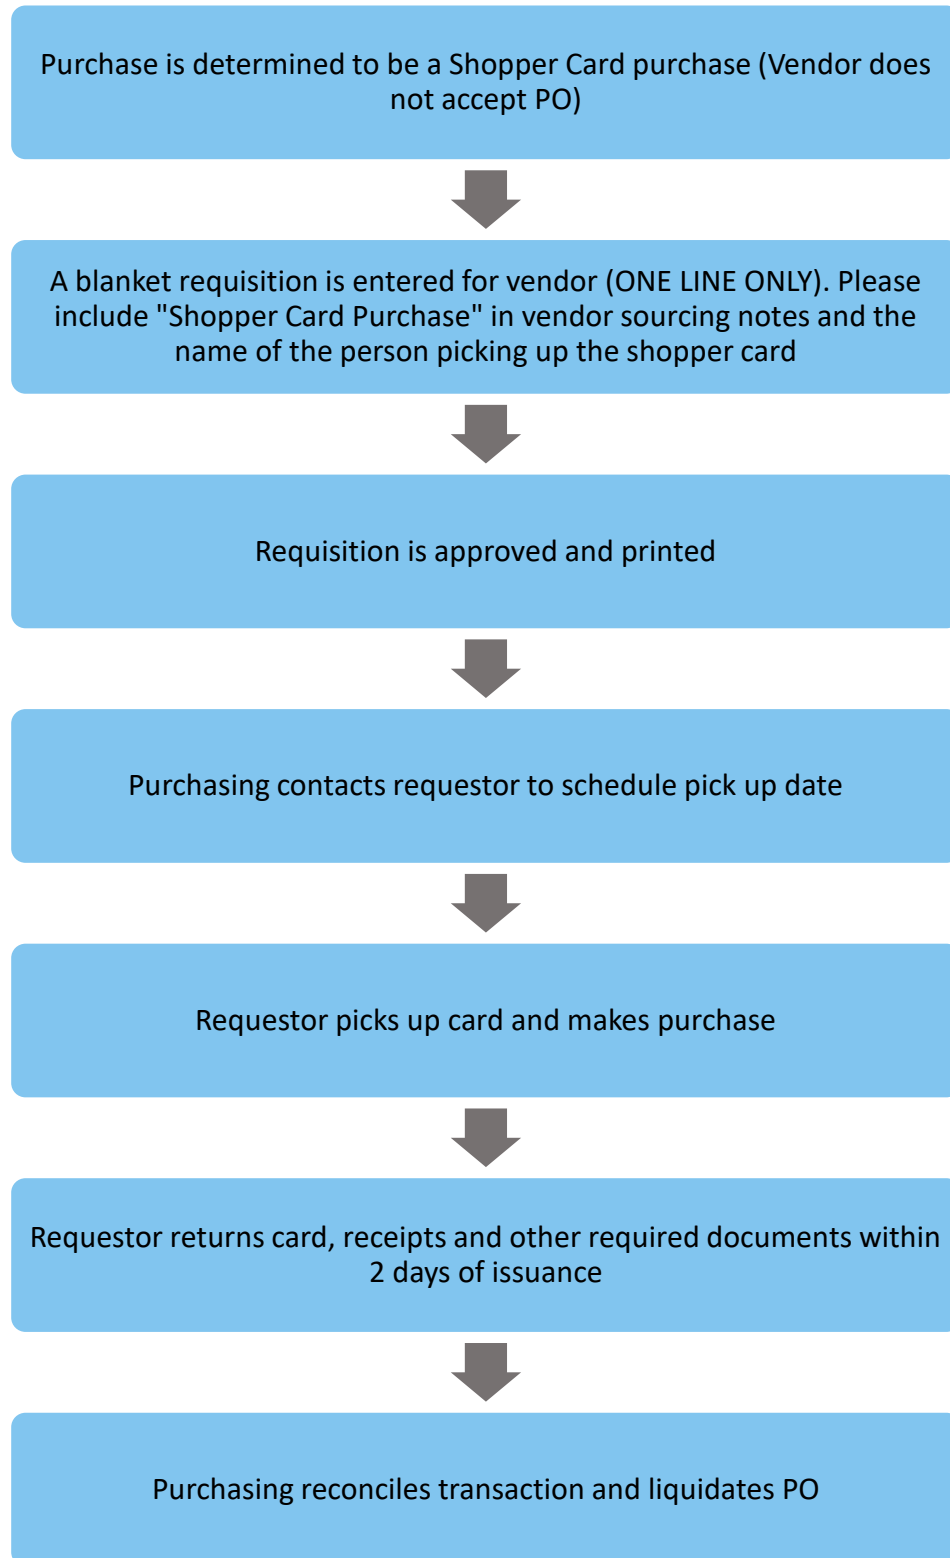 Purchase is determined to be a Shopper Card purchase (Vendor does
not accept PO)
A blanket requisition is entered for vendor (ONE LINE ONLY). Please
include "Shopper Card Purchase" in vendor sourcing notes and the
name of the person picking up the shopper card
Requisition is approved and printed
Purchasing contacts requestor to schedule pick up date
Requestor picks up card and makes purchase
Requestor returns card, receipts and other required documents within
2 days of issuance
Purchasing reconciles transaction and liquidates PO